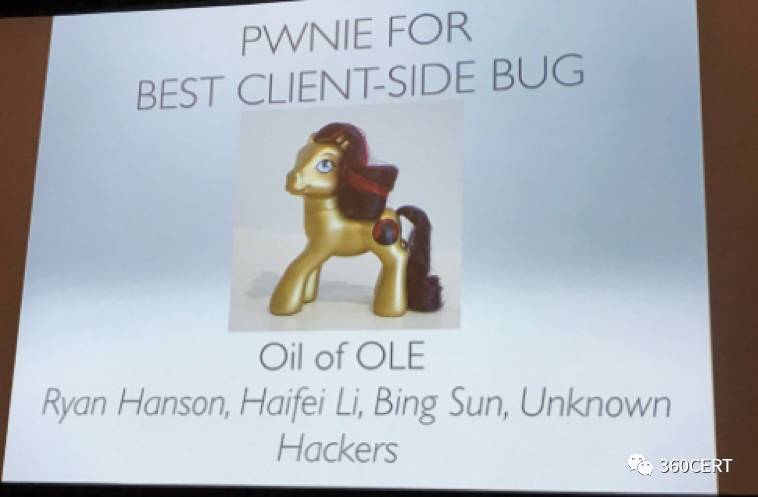 PWNIE FOR
BEST CLIENT-SIDE BUG
Oil of OLE
Ryan Hanson, Haifei Li, Bing Sun, Unknown
Hackers
360CERT